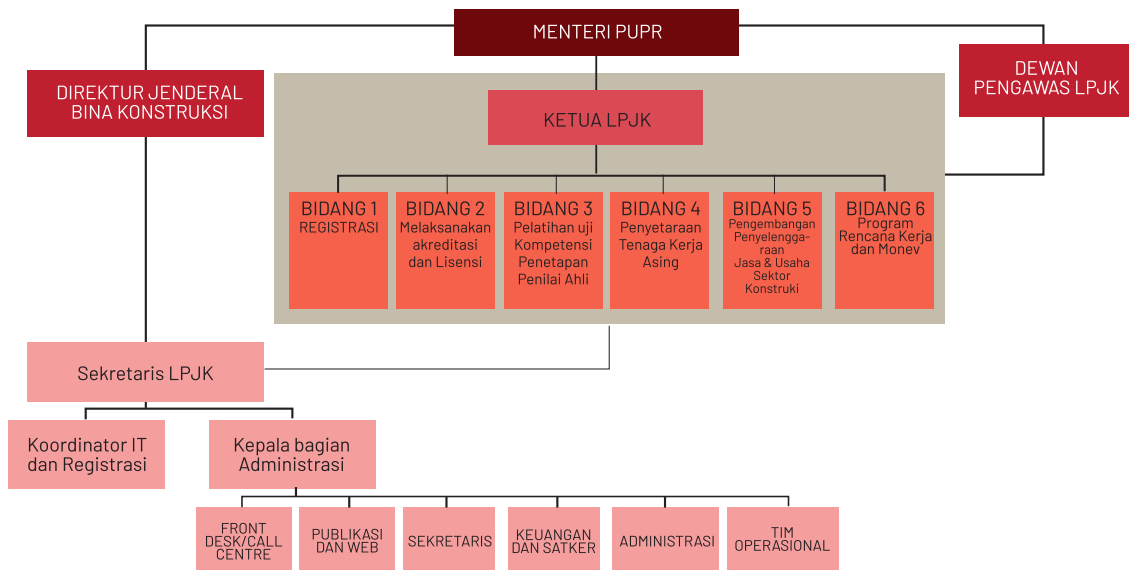 MENTERI PUPR
DIREKTUR JENDERAL
BINA KONSTRUKSI
DEWAN
PENGAWAS LPJK
KETUA LPJK
BIDANG 1
REGISTRASI
BIDANG 2
Melaksanakan
akreditasi
dan Lisensi
BIDANG 3
Pelatihan uji
Kompetensi
Penetapan
Penilai Ahli
BIDANG 4
Penyetaraan
Tenaga Kerja
Asing
BIDANG 5
Pengembangan
Penyelengga-
raan
Jasa & Usaha
Sektor
Konstruki
BIDANG 6
Program
Rencana Kerja
dan Monev
Sekretaris LPJK
Koordinator IT
dan Registrasi
Kepala bagian
Administrasi
FRONT
DESK/CALL
CENTRE
PUBLIKASI
DAN WEB
SEKRETARIS
KEUANGAN
DAN SATKER
ADMINISTRASI
TIM
OPERASIONAL